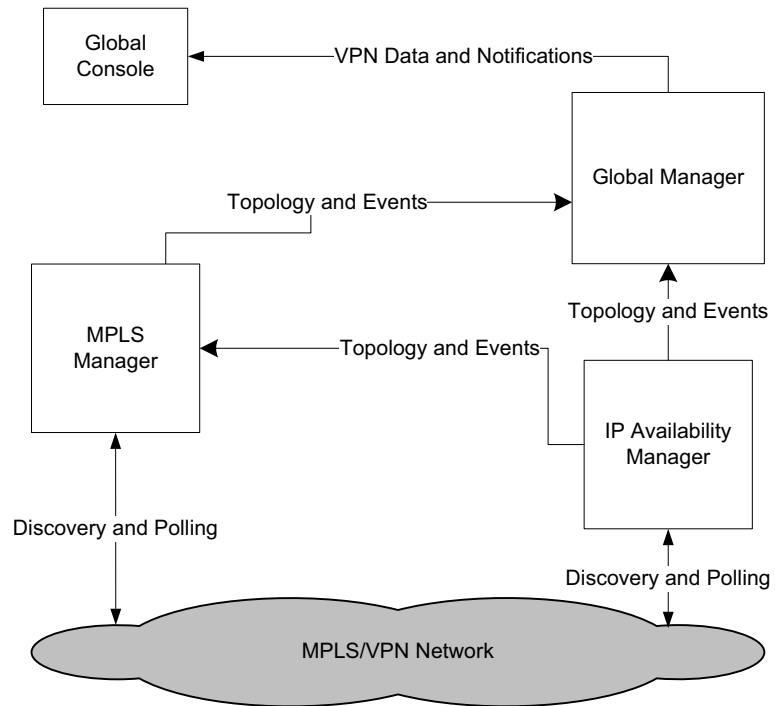 Global
Console
VPN Data and Notifications
Global Manager
Topology and Events
Topology and Events
MPLS
Manager
Topology and Events
IP Availability
Manager
Discovery and Polling
Discovery and Polling
MPLS/VPN Network